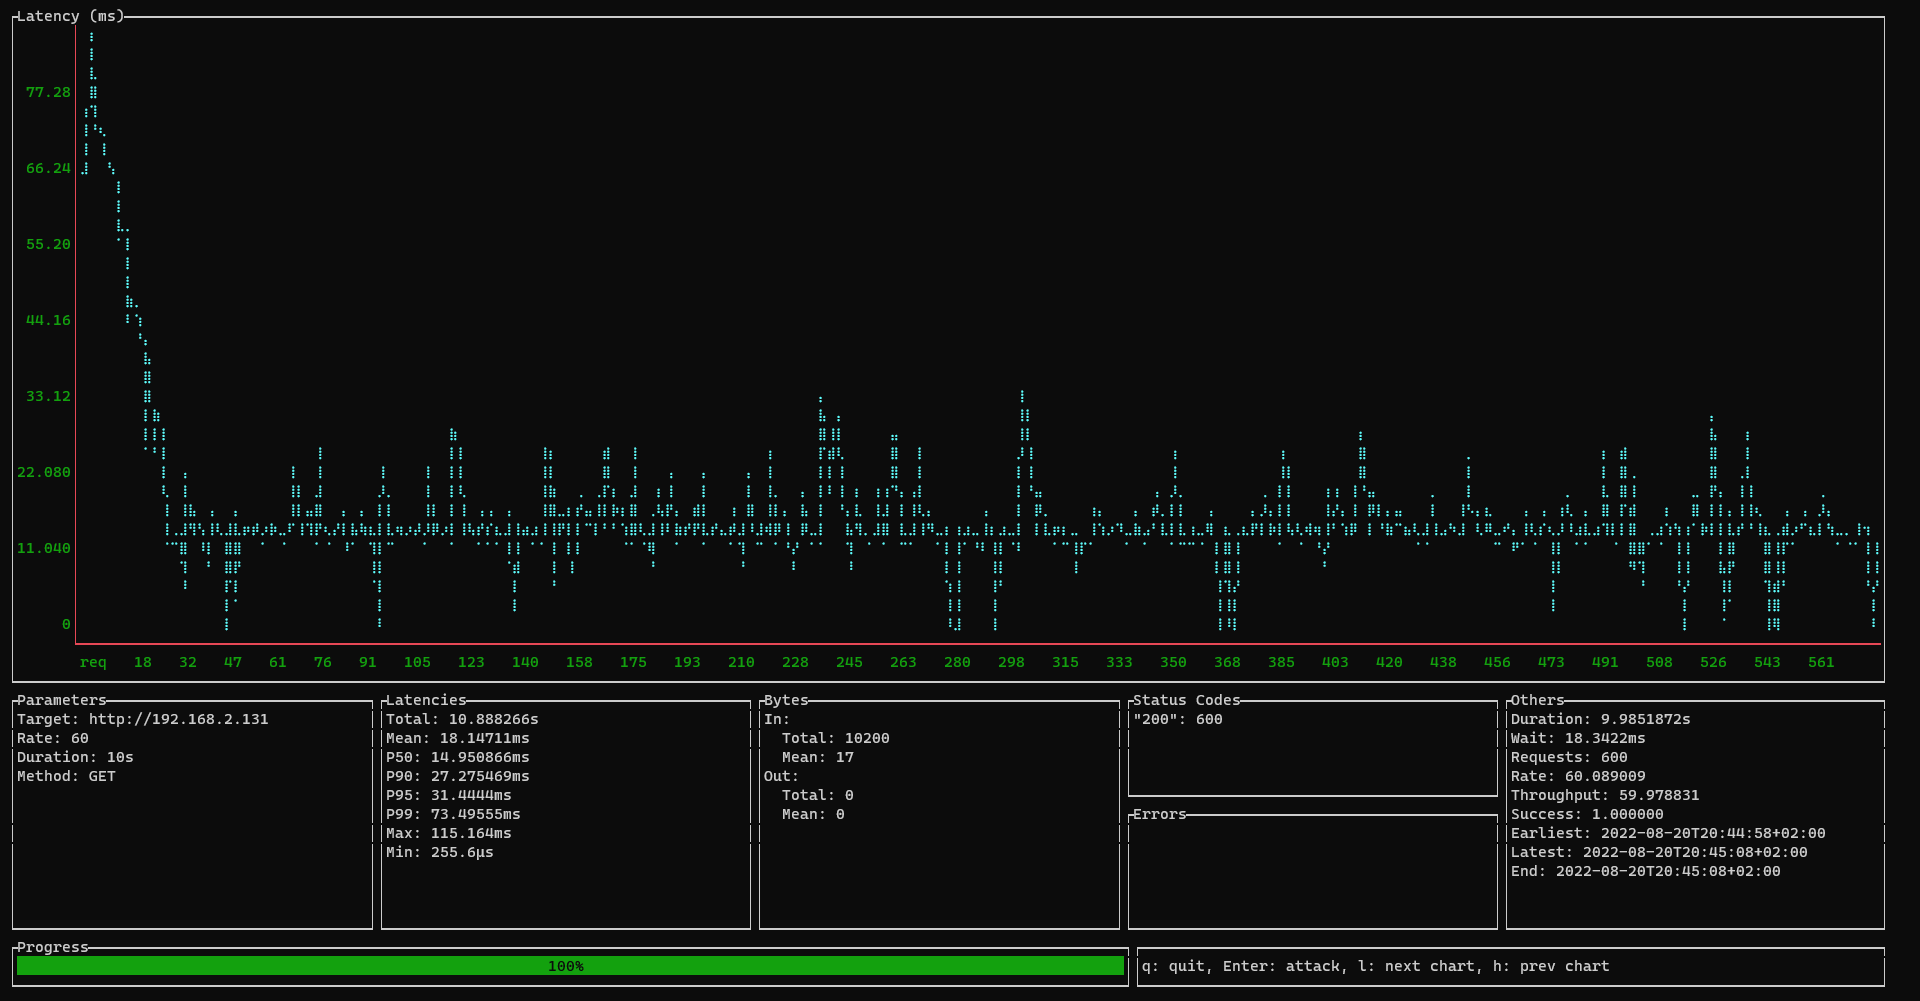 Latency (ms)
77.28
66.24
55.20
44.16
33.12
22.080
11.040
0
req 18 32 47 61 76 91 105 123 140 158 175 193 210 228 245 263 280 298 315 333 350 368 385 403 420 438 456 473 491 508 526 543 561
Parameters
Target: http://192.168.2.131
Rate: 60
Duration: 10s
Method: GET
Latencies
Total: 10.888266s
Mean: 18.14711ms
P50: 14.950866ms
P90: 27.275469ms
P95: 31.4444ms
P99: 73.49555ms
Max: 115.164ms
Min: 255.6µs
Bytes
In:
Total: 10200
Mean: 17
Out:
Total: 0
Mean: 0
Status Codes
"200": 600
Errors
Others
Duration: 9.9851872s
Wait: 18.3422ms
Requests: 600
Rate: 60.089009
Throughput: 59.978831
Success: 1.000000
Earliest: 2022-08-20T20:44:58+02:00
Latest: 2022-08-20T20:45:08+02:00
End: 2022-08-20T20:45:08+02:00
Progress
100%
q: quit, Enter: attack, l: next chart, h: prev chart